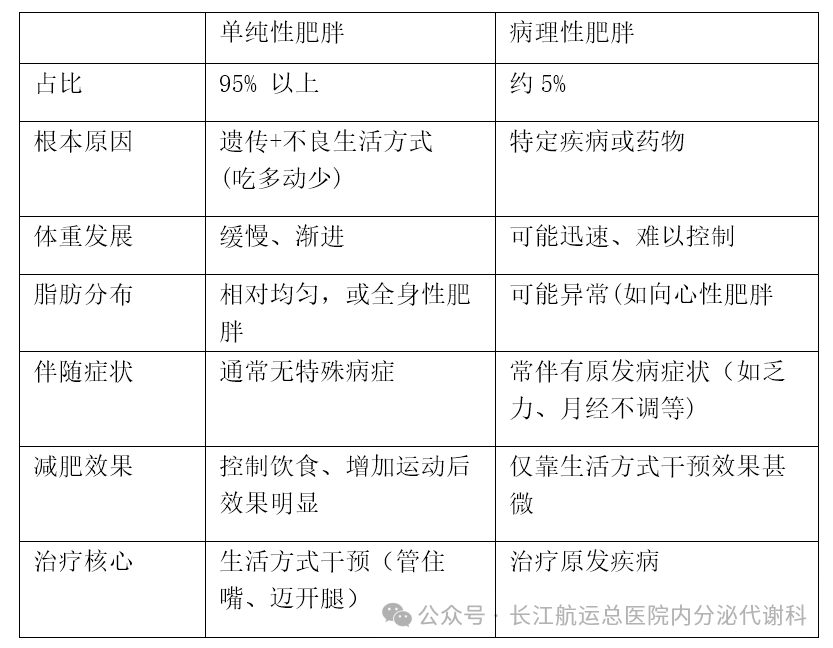 单纯性肥胖 病理性肥胖
占比 95% 以上 约5%
根本原因 遗传+不良生活方式 特定疾病或药物
(吃多动少)
体重发展 缓慢、渐进 可能迅速、难以控制
脂肪分布 相对均匀，或全身性肥 可能异常(如向心性肥胖
胖
伴随症状 通常无特殊病症 常伴有原发病症状（如乏
力、月经不调等)
减肥效果 控制饮食、增加运动后 仅靠生活方式干预效果甚
效果明显 微
治疗核心 生活方式干预（管住 治疗原发疾病
嘴、迈开腿）
公众号·长江航运总医院内分泌代谢科